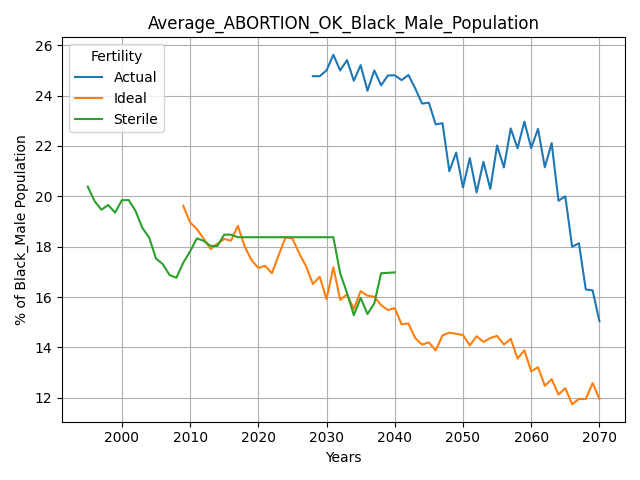 Average_ABORTION_OK_Black_Male_Population
Fertility
Actual
Ideal
Sterile
% of Black_Male Population
26
24
22
20
18
16
14
12
2000 2010 2020 2030 2040 2050 2060 2070
Years